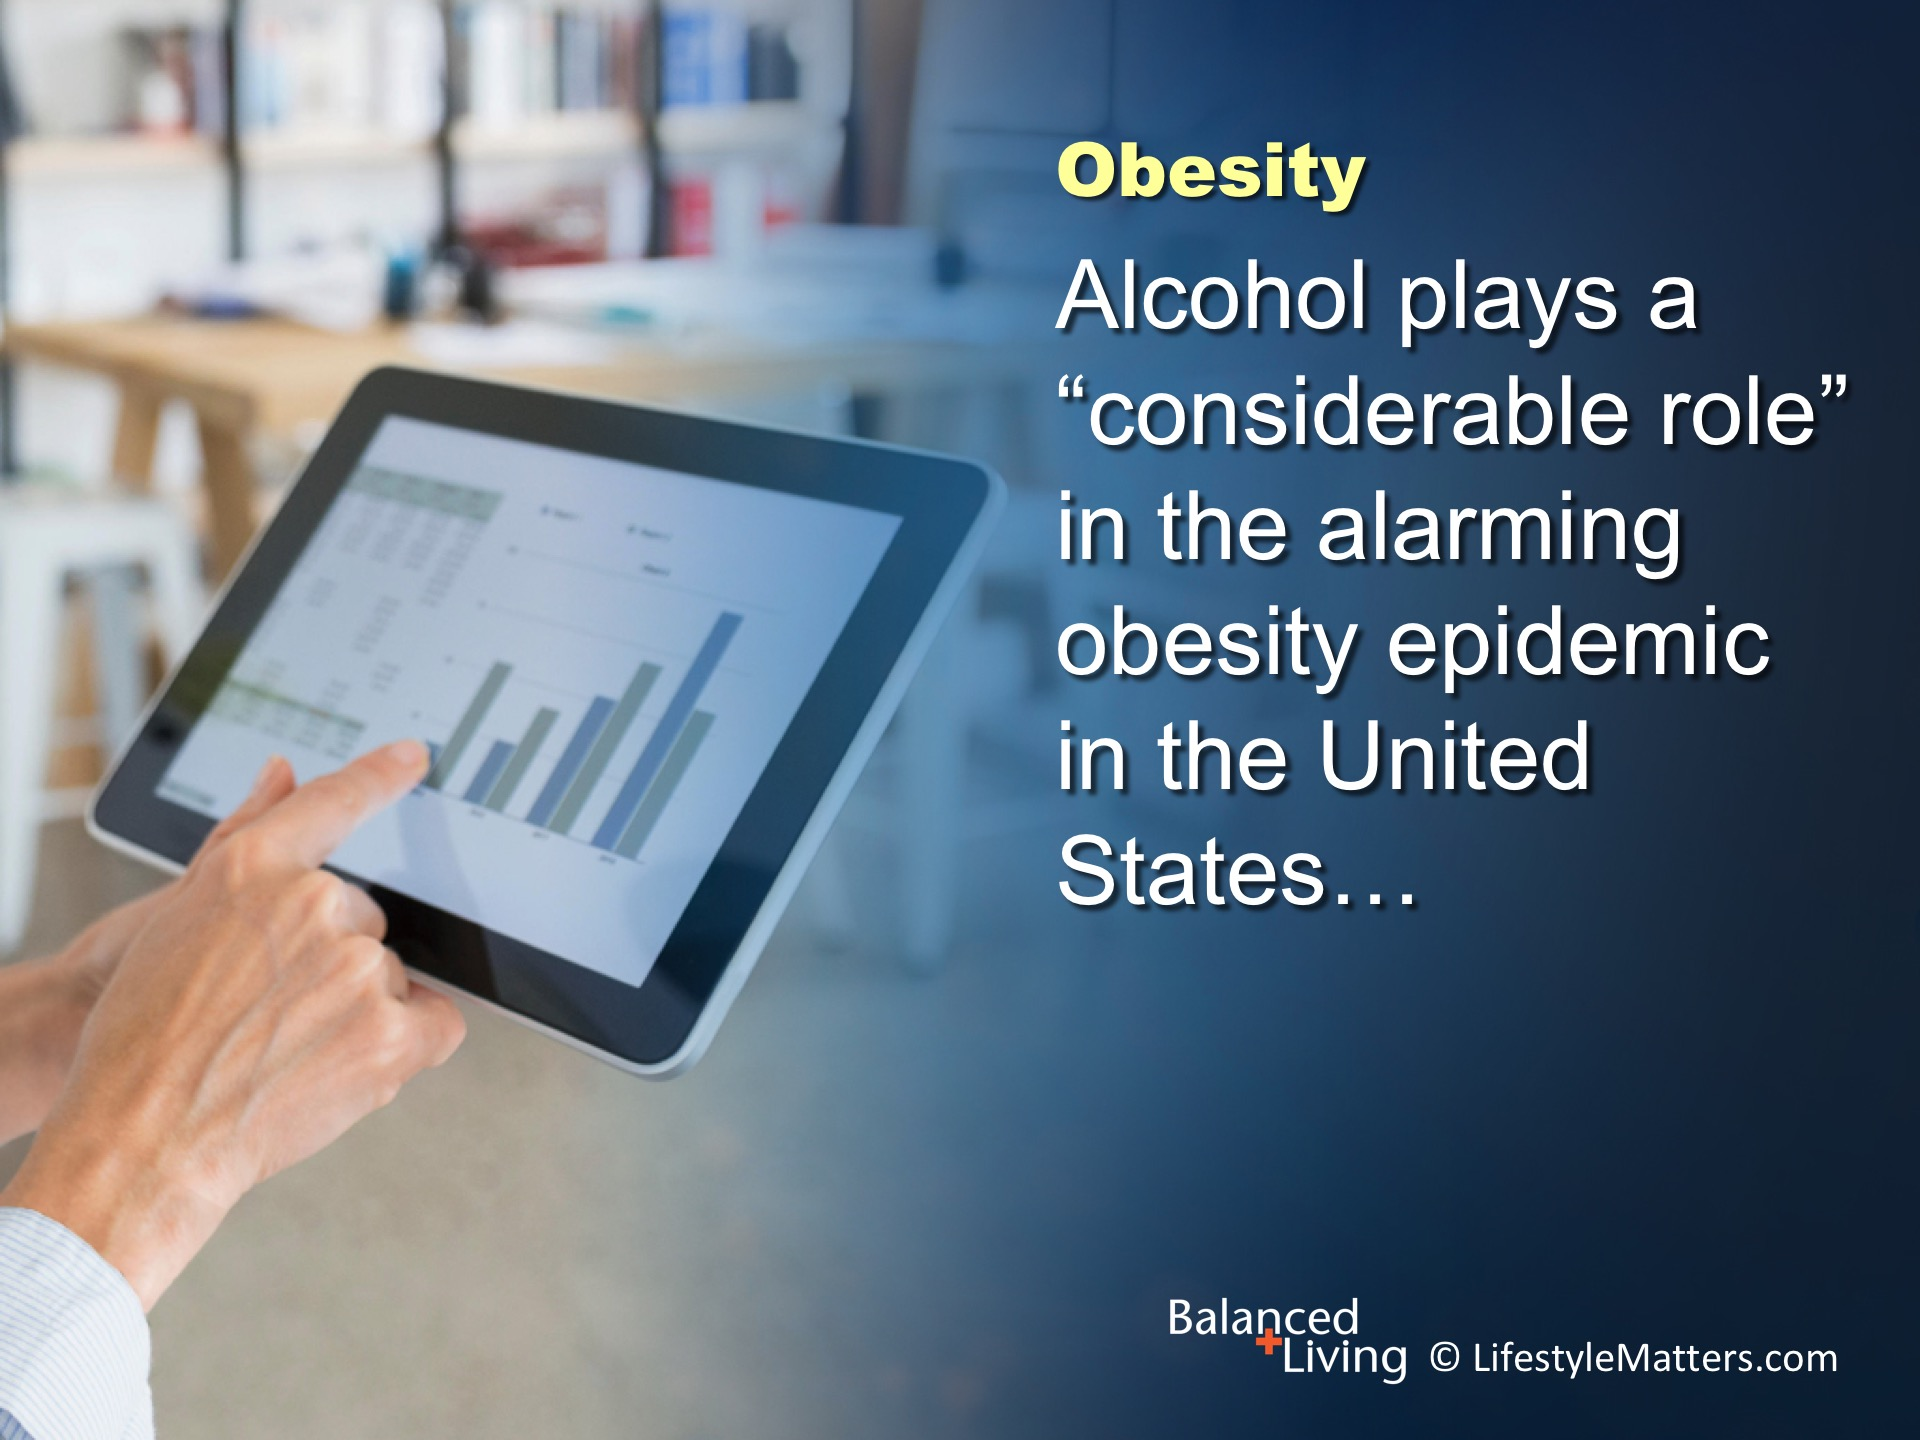 Obesity
Alcohol plays a
“considerable role”
in the alarming
obesity epidemic
in the United
States…
Balanced
Living © LifestyleMatters.com